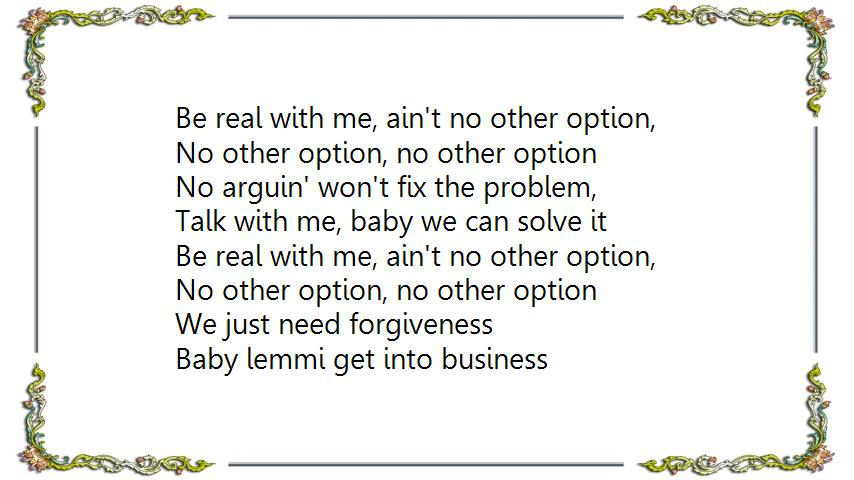 Be real with me, ain't no other option,
No other option, no other option
No arguin' won't fix the problem,
Talk with me, baby we can solve it
Be real with me, ain't no other option,
No other option, no other option
We just need forgiveness
Baby lemmi get into business